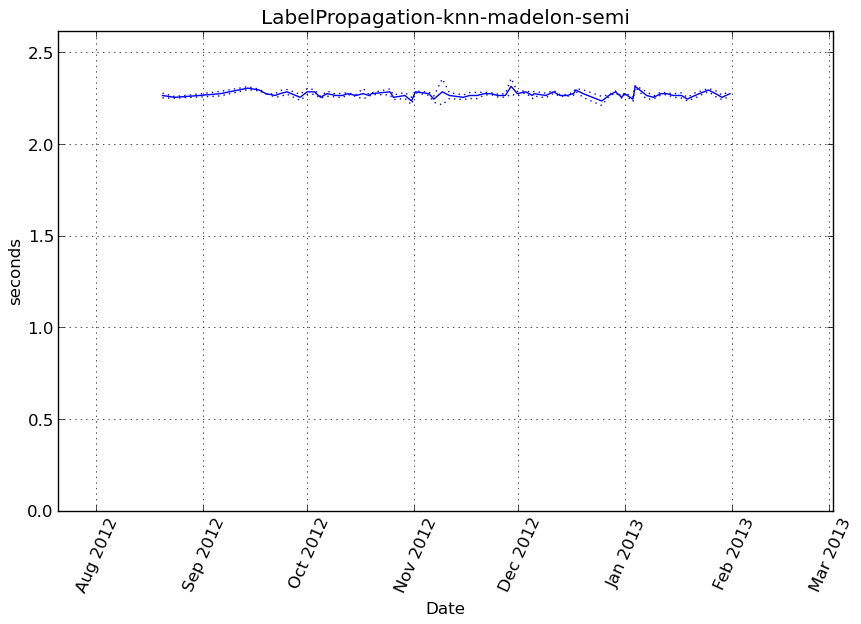 LabelPropagation-knn-madelon-semi
2.5
2.0
1.5
1.0
0.5
0.0
seconds
Aug 2012
Sep 2012
Oct 2012
Nov 2012
Dec 2012
Jan 2013
Feb 2013
Mar 2013
Date